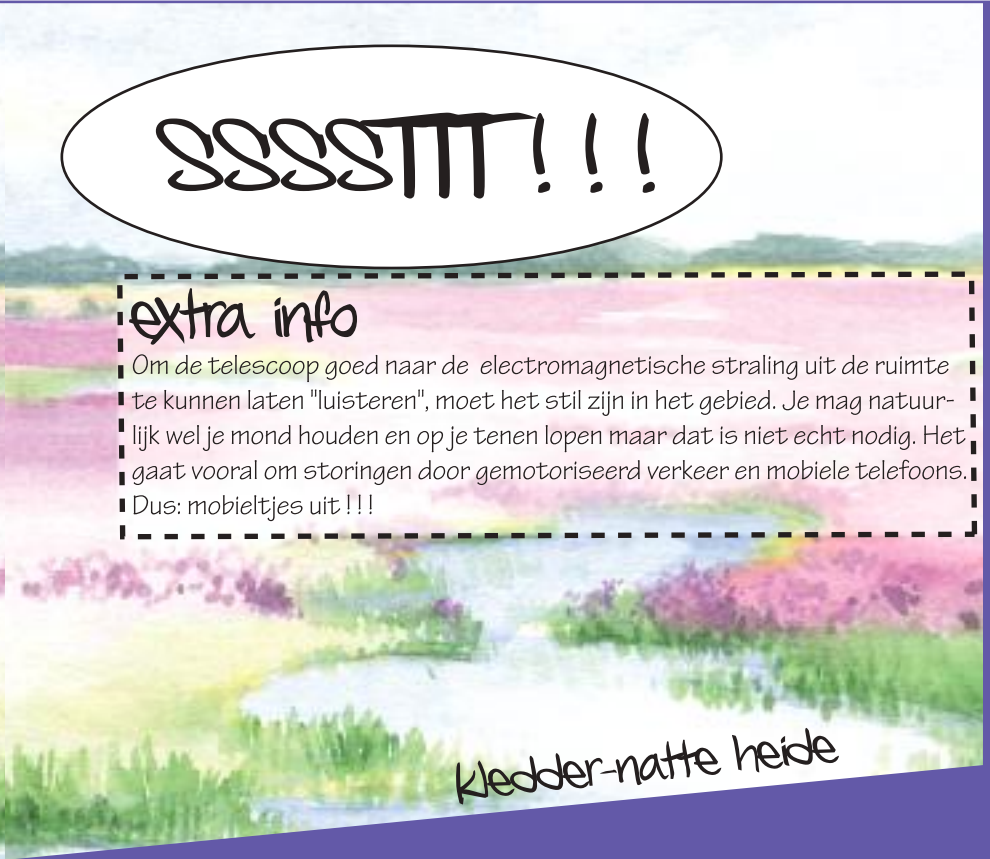 SSSSTTT ! ! !
extra info
Om de telescoop goed naar de electromagnetische straling uit de ruimte
te kunnen laten "luisteren", moet het stil zijn in het gebied. Je mag natuur-
lijk wel je mond houden en op je tenen lopen maar dat is niet echt nodig. Het
gaat vooral om storingen door gemotoriseerd verkeer en mobiele telefoons.
Dus: mobieltjes uit ! ! !
kledder-natte heide